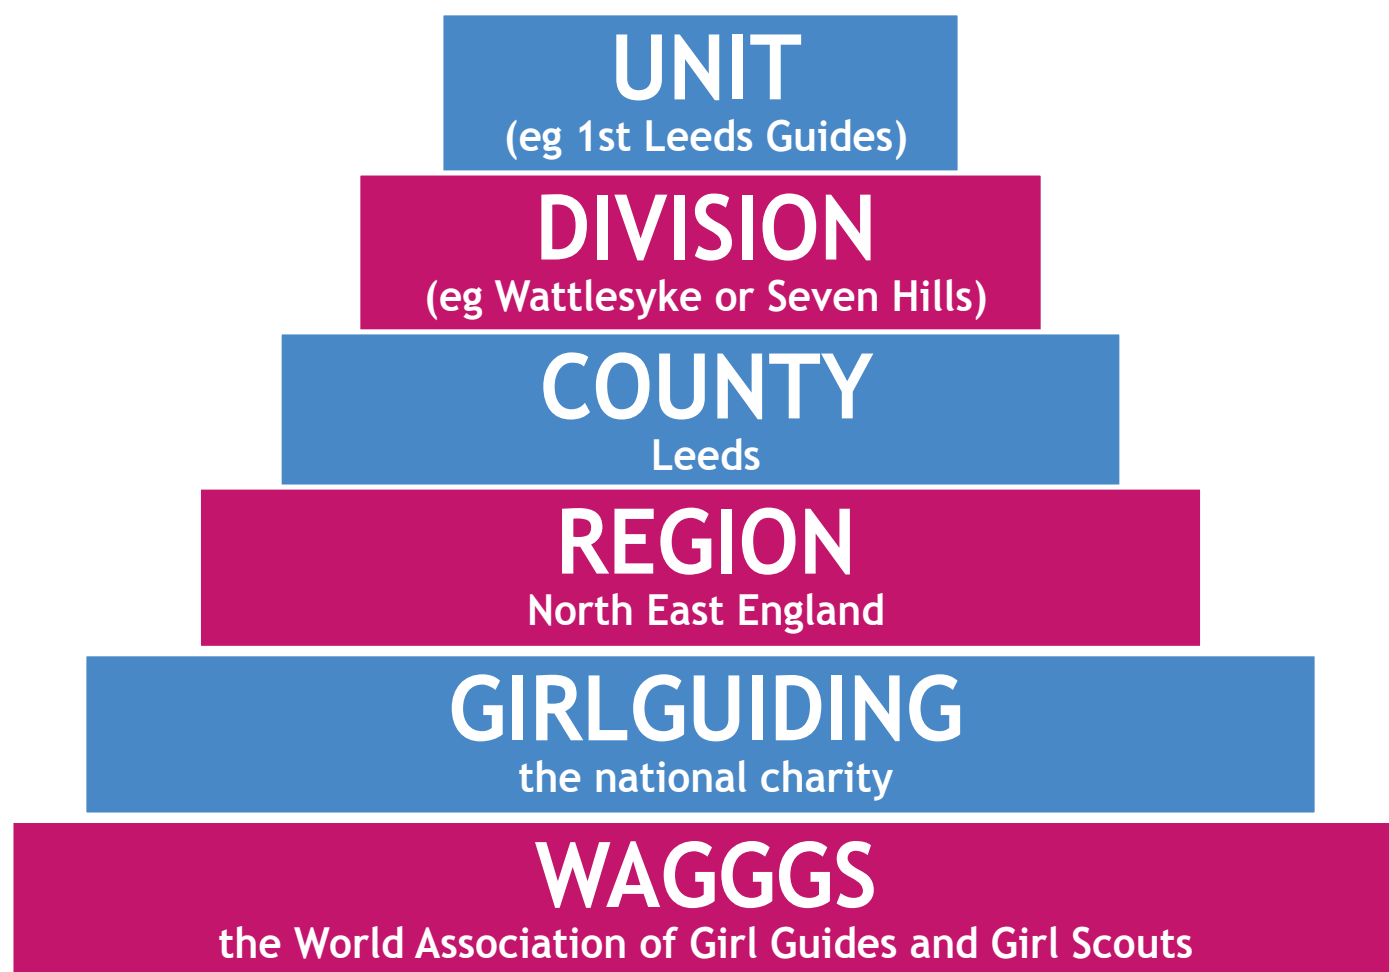 UNIT
(eg 1st Leeds Guides)
DIVISION
(eg Wattlesyke or Seven Hills)
COUNTY
Leeds
REGION
North East England
GIRLGUIDING
the national charity
WAGGGS
the World Association of Girl Guides and Girl Scouts